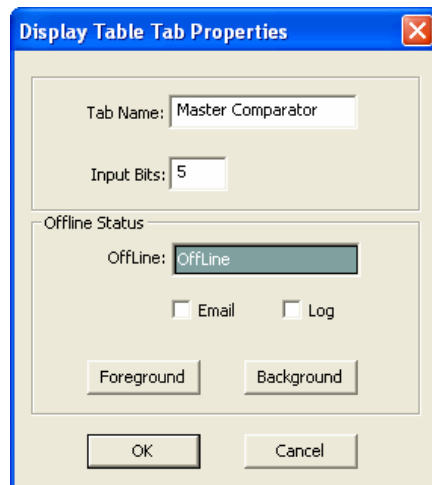 Display Table Tab Properties
Tab Name: Master Comparator
Input Bits: 5
Offline Status
OffLine: OffLine
Email Log
Foreground Background
OK Cancel